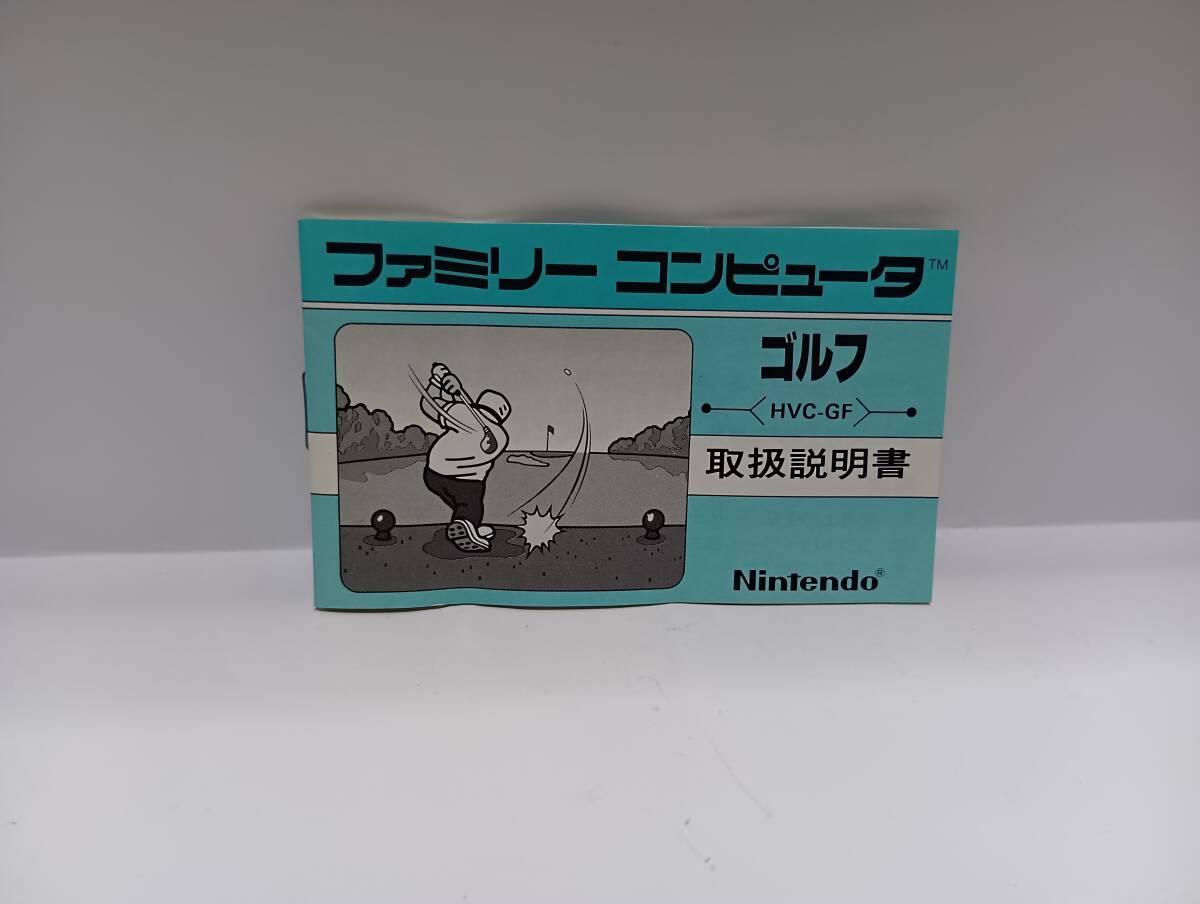 ファミリー コンピュータ™
ゴルフ
HVC-GF
取扱説明書
Nintendo®